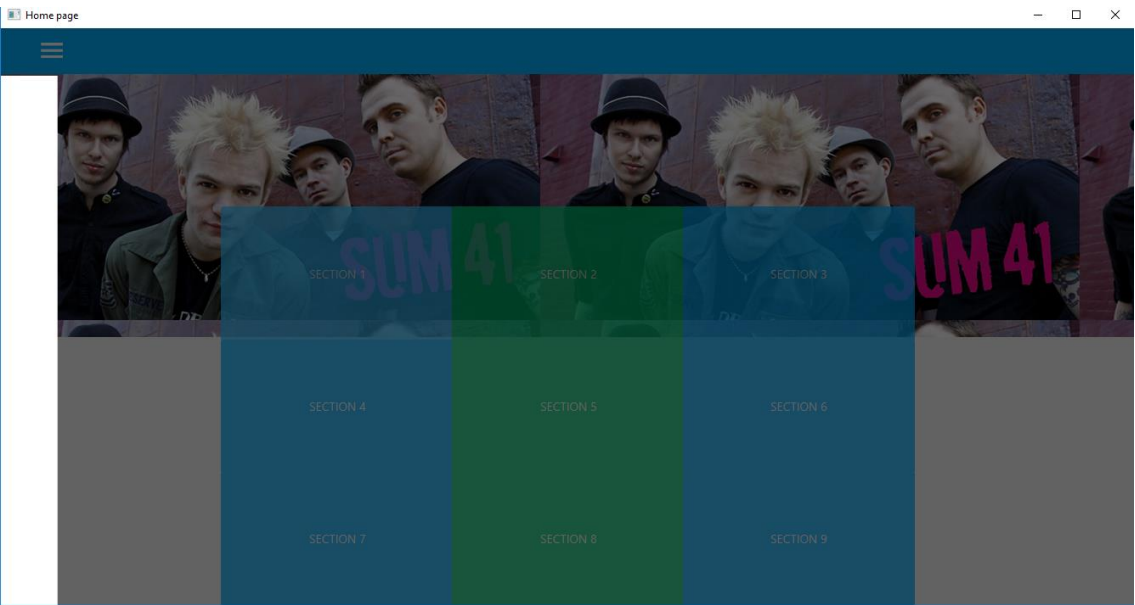 Home page
SUM 41
SUM 41
SECTION 1
SECTION 2
SECTION 3
SECTION 4
SECTION 5
SECTION 6
SECTION 7
SECTION 8
SECTION 9